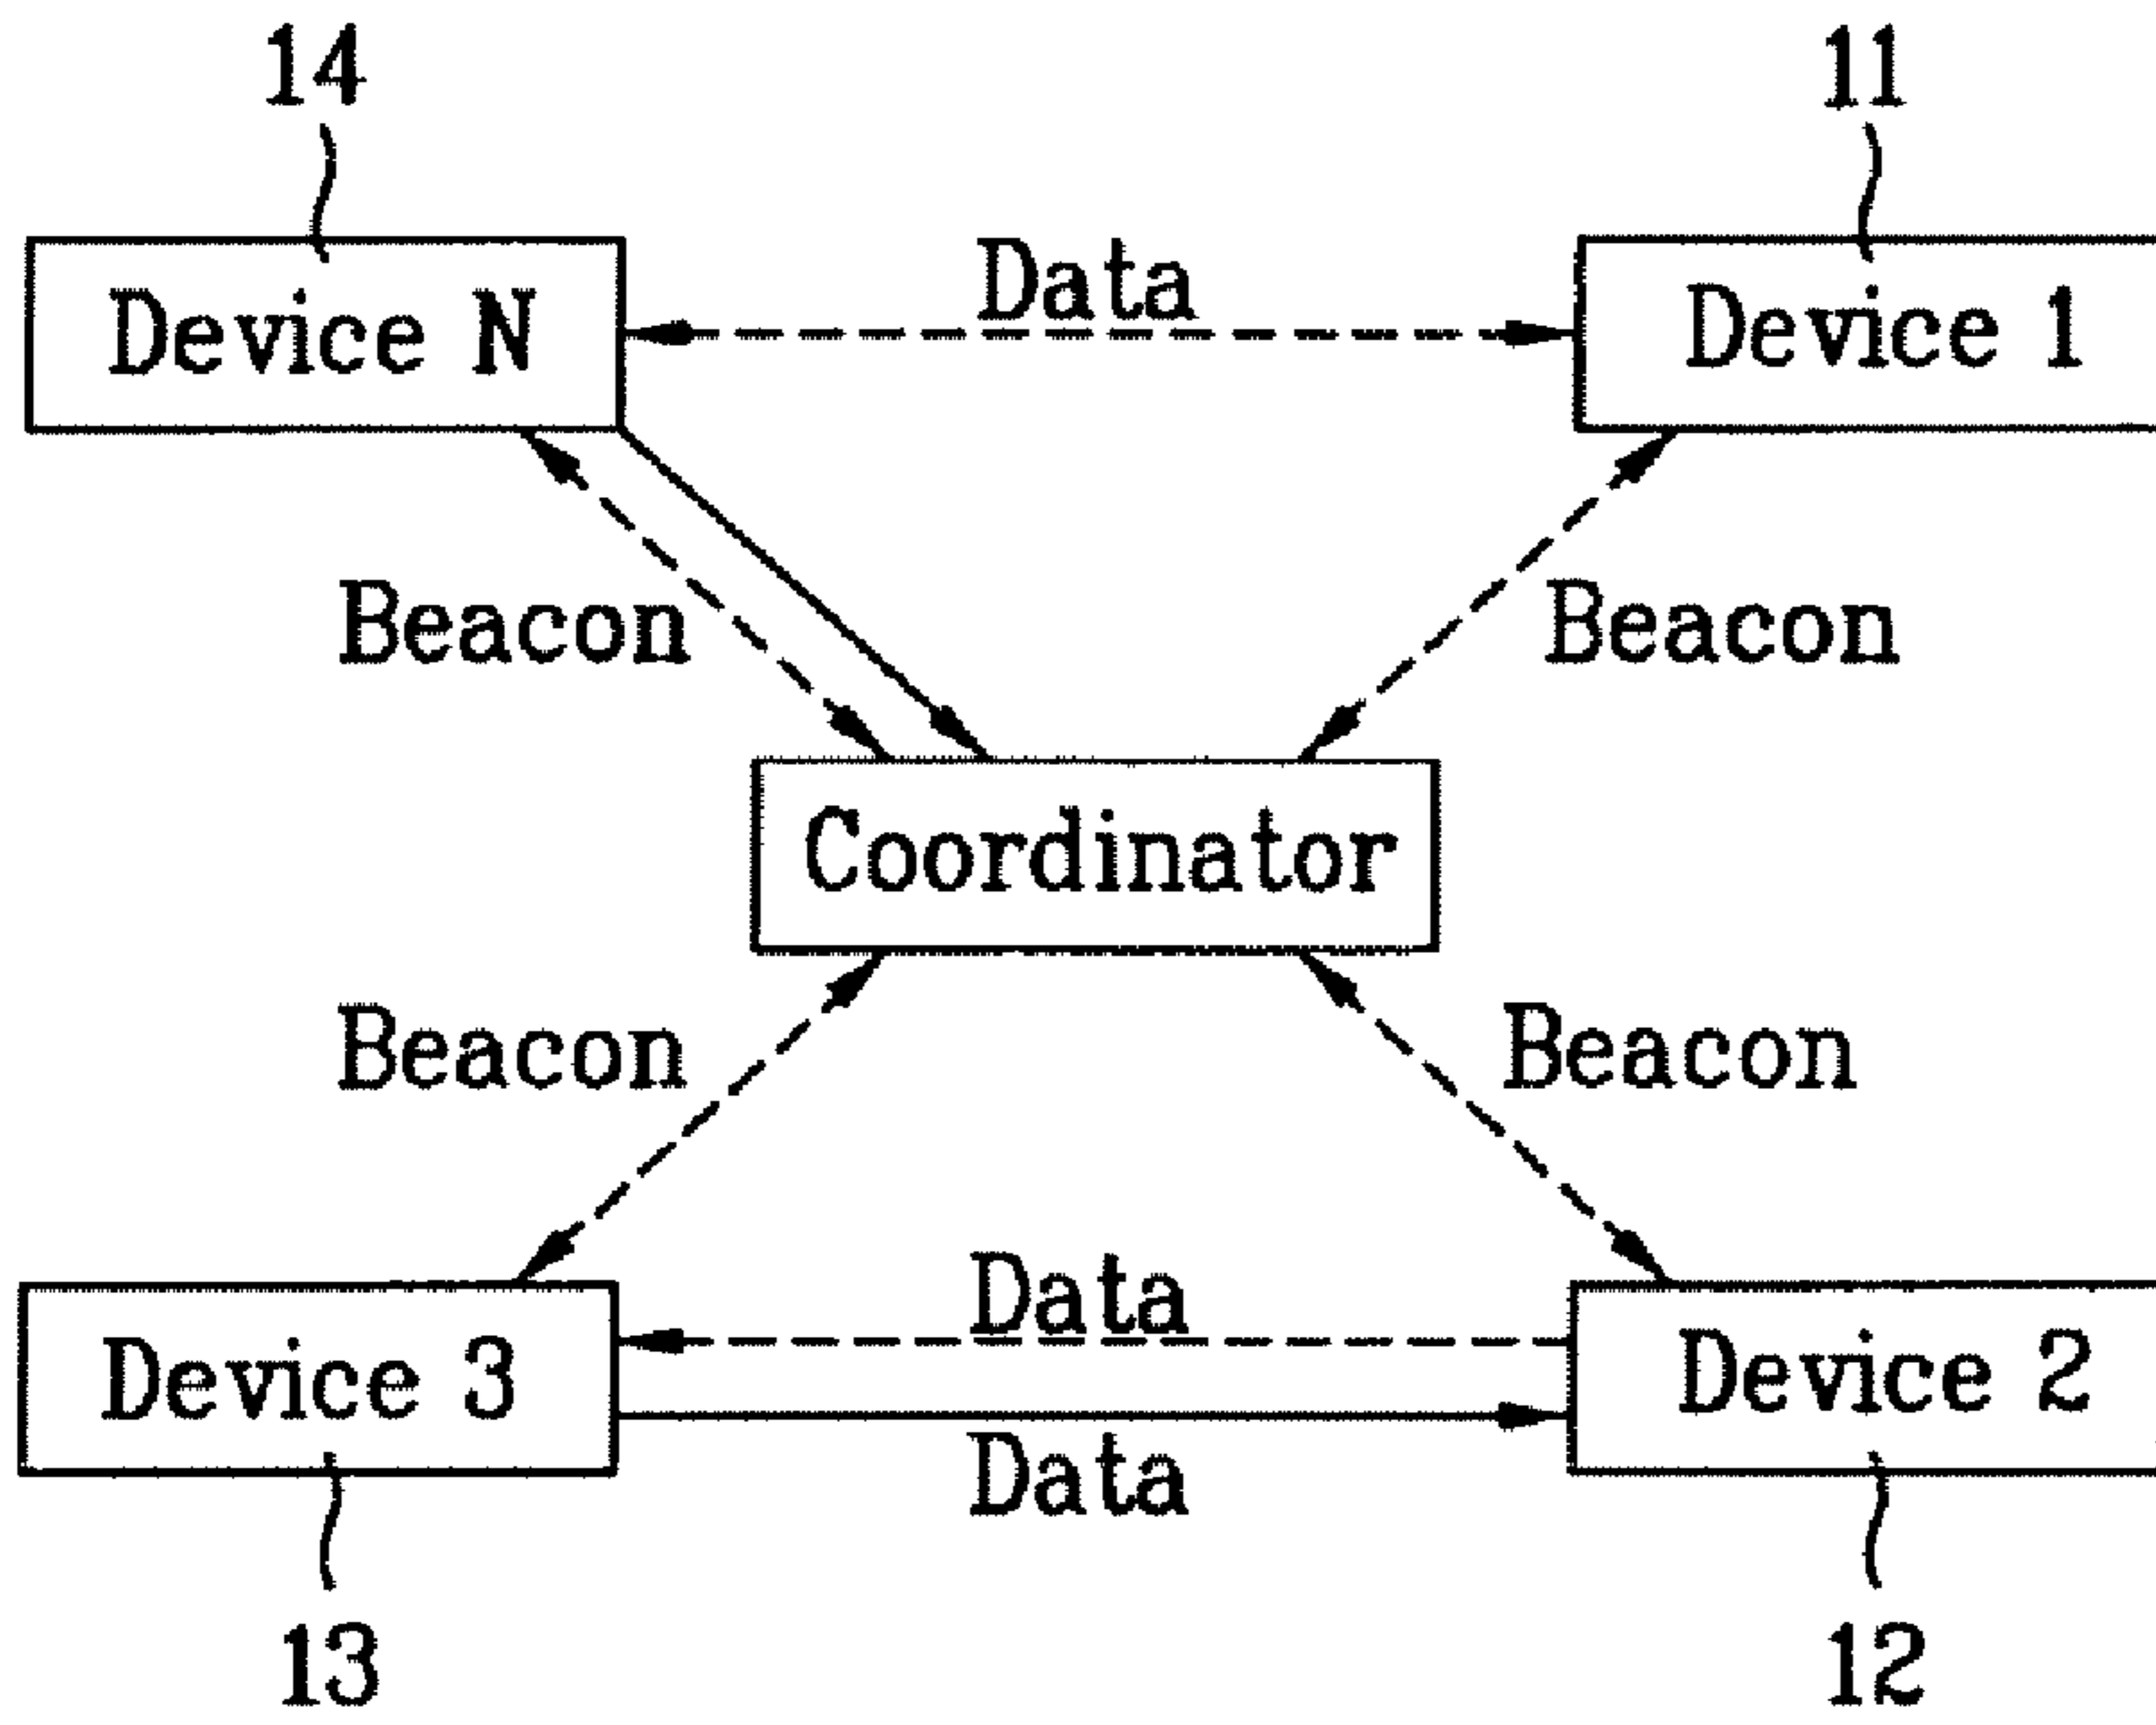 14
11
Device N
Data
Device 1
Beacon
Beacon
Coordinator
Beacon
Beacon
Data
Device 3
Device 2
Data
13
12